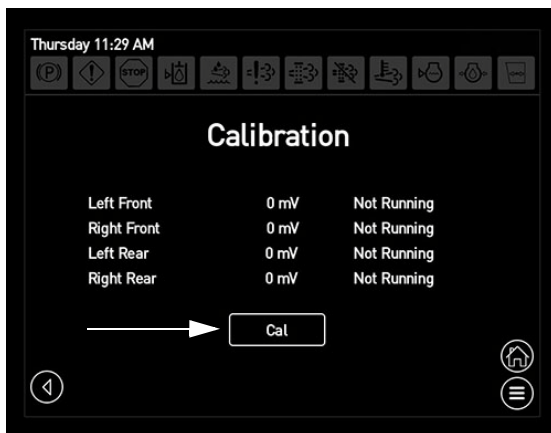 Thursday 11:29 AM
(P) STOP
Calibration
Left Front 0 mV Not Running
Right Front 0 mV Not Running
Left Rear 0 mV Not Running
Right Rear 0 mV Not Running
Cal